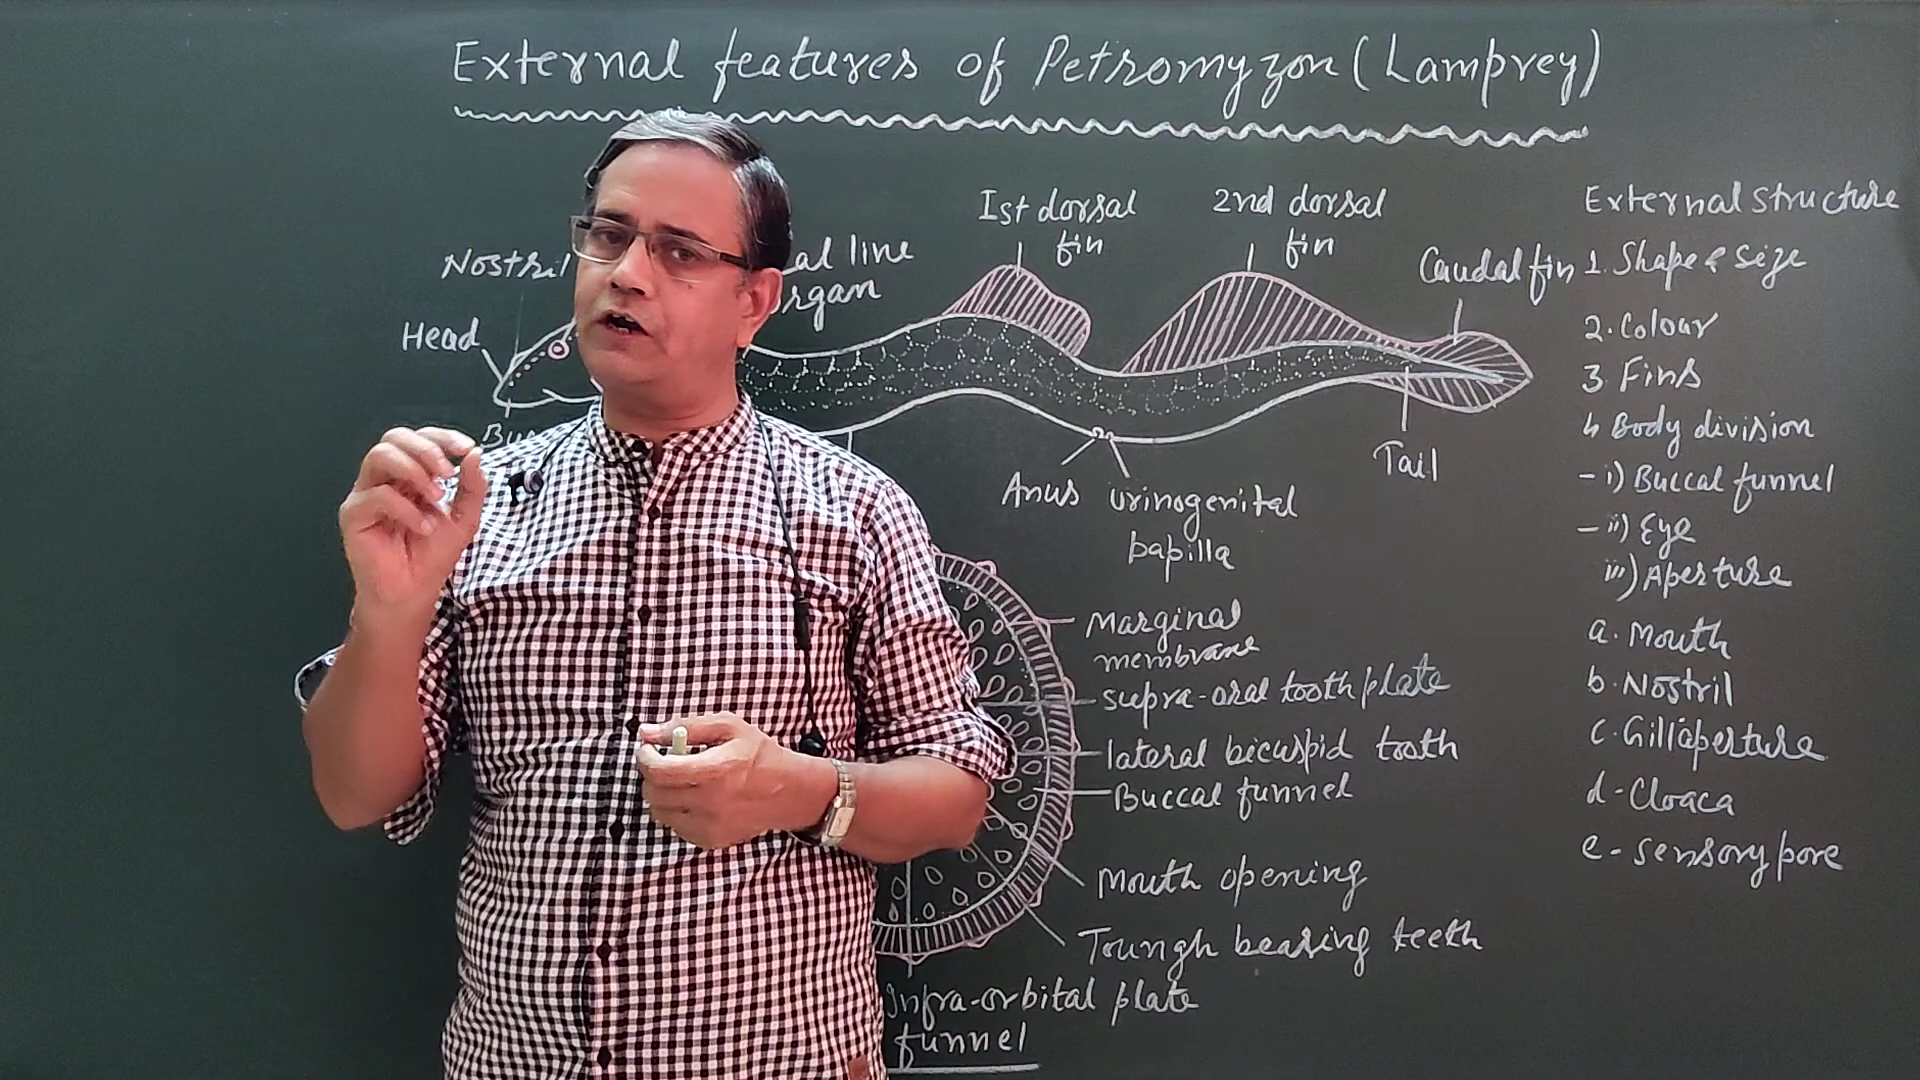 External features of Petromyzon (Lamprey)
Nostril
Head
al line
rgan
Ist dorsal
fin
2nd dorsal
fin
Caudal fin
Tail
Anus
urinogenital
papilla
Marginal
membrane
supra-oral tooth plate
lateral bicuspid tooth
Buccal funnel
Mouth opening
Toungh bearing teeth
Infra-orbital plate
funnel
External structure
1. Shape & size
2. Colour
3 Fins
4 Body division
- i) Buccal funnel
- ii) Eye
iii) Aperture
a. Mouth
b. Nostril
c. Gill aperture
d - Cloaca
e - sensory pore